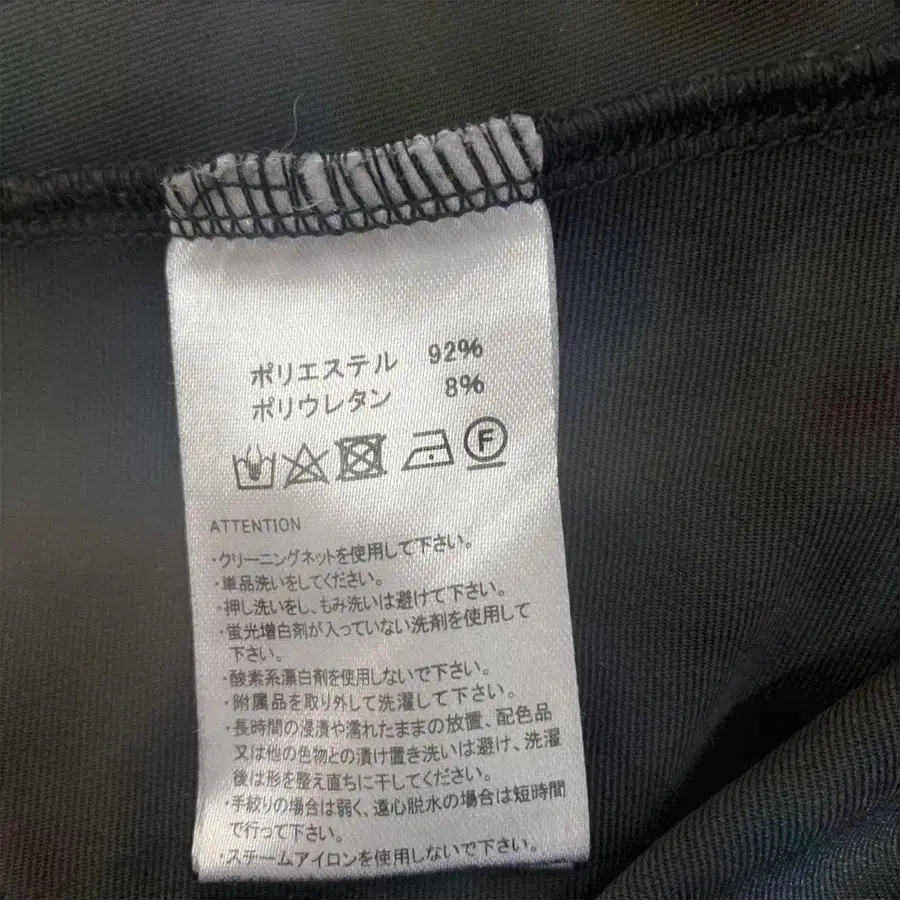 ポリエステル 92%
ポリウレタン 8%
F
ATTENTION
・クリーニングネットを使用して下さい。
・単品洗いをしてください。
・押し洗いをし、もみ洗いは避けて下さい。
・蛍光増白剤が入っていない洗剤を使用して
下さい。
・酸素系漂白剤を使用しないで下さい。
・附属品を取り外して洗濯して下さい。
・長時間の浸漬や濡れたままの放置、配色品
又は他の色物との漬け置き洗いは避け、洗濯
後は形を整え直ちに干してください。
・手絞りの場合は弱く、遠心脱水の場合は短時間
で行って下さい。
・スチームアイロンを使用しないで下さい。